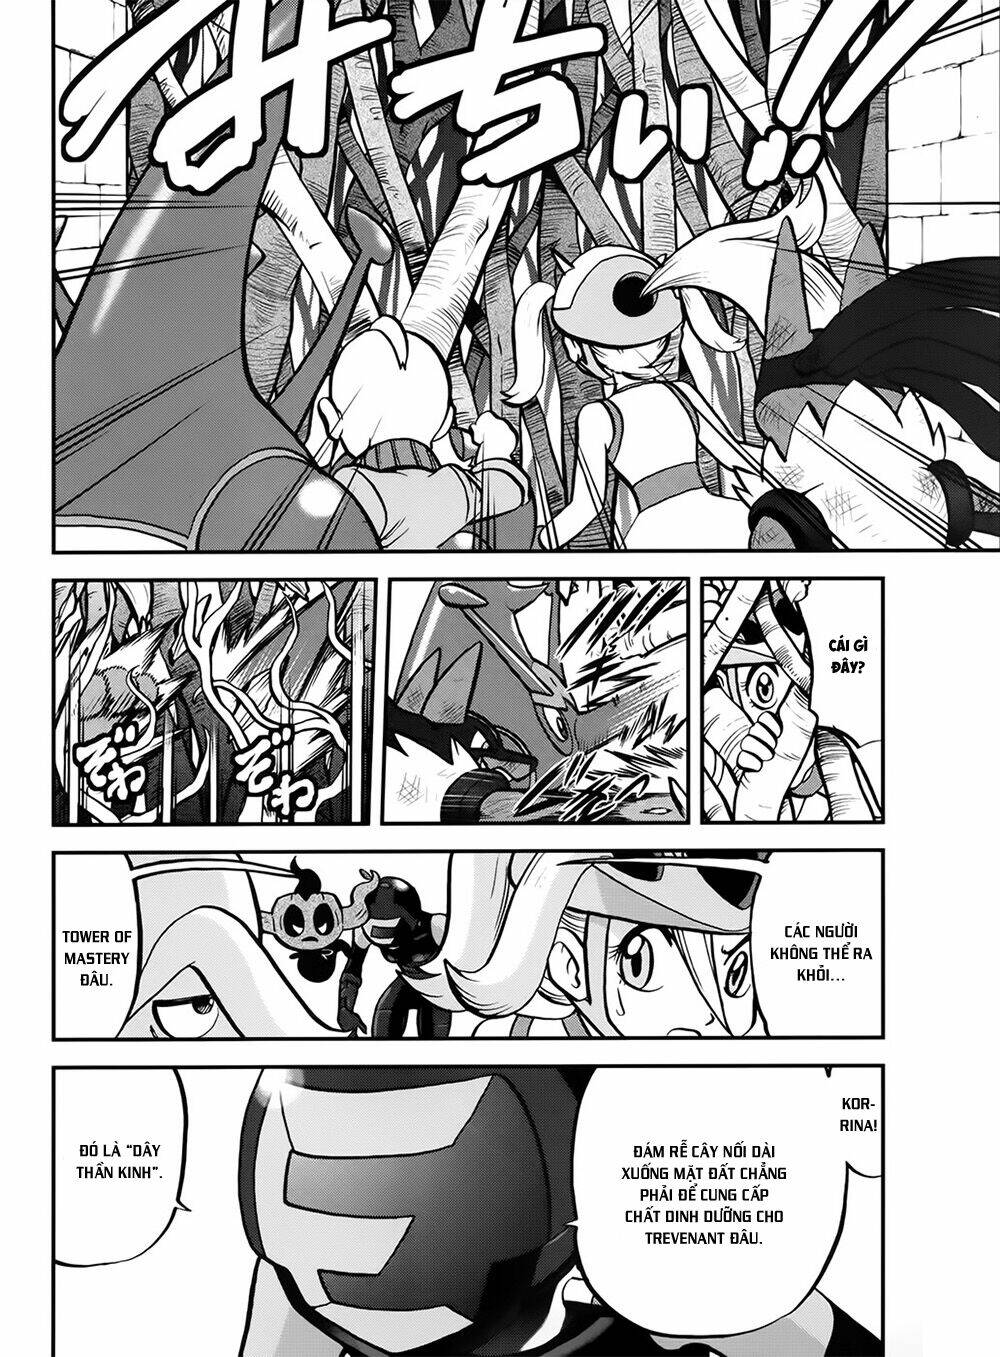 みちぃ!!
CÁI GÌ
ĐÂY?
ぞわ
ぞわ
CÁC NGƯỜI
KHÔNG THỂ RA
KHỎI...
TOWER OF
MASTERY
ĐÂU.
KOR-
RINA!
ĐÁM RỄ CÂY NỐI DÀI
XUỐNG MẶT ĐẤT CHẲNG
PHẢI ĐỂ CUNG CẤP
CHẤT DINH DƯỠNG CHO
TREVENANT ĐÂU.
ĐÓ LÀ “DÂY
THẦN KINH”.